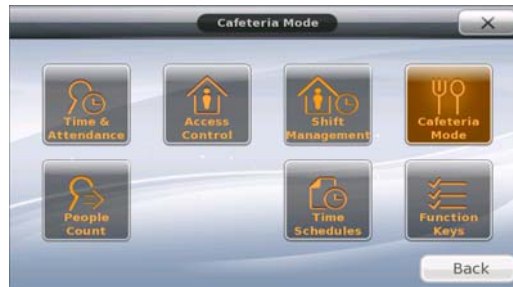 Cafeteria Mode
Time &
Attendance
Access
Control
Shift
Management
Cafeteria
Mode
People
Count
Time
Schedules
Function
Keys
Back